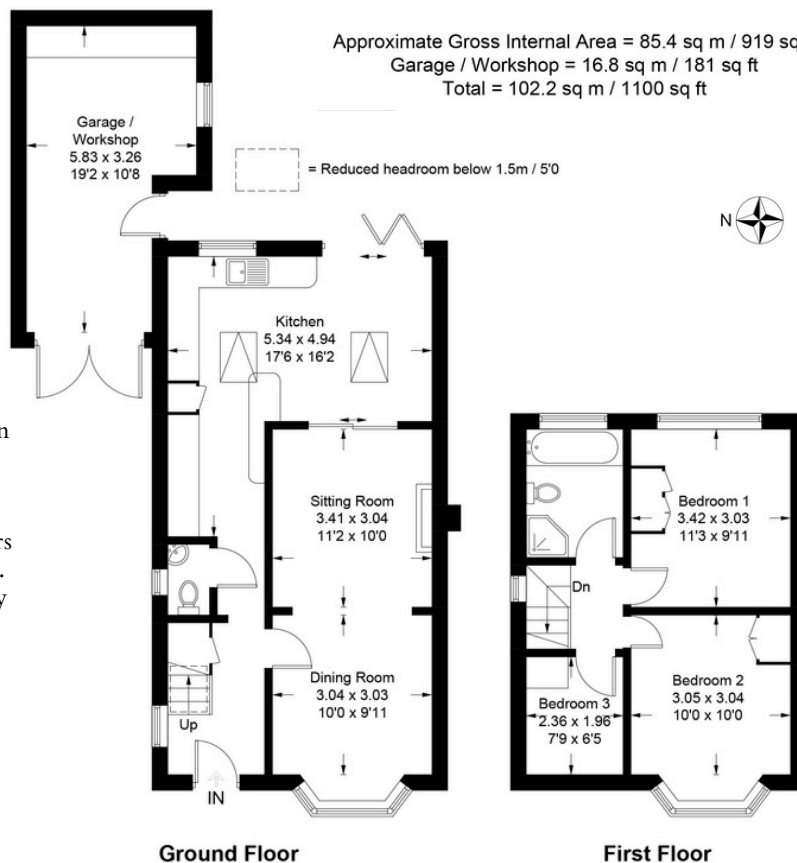 Approximate Gross Internal Area = 85.4 sq m / 919 sq
Garage / Workshop = 16.8 sq m / 181 sq ft
Total = 102.2 sq m / 1100 sq ft
= Reduced headroom below 1.5m / 5'0
N
Garage /
Workshop
5.83 x 3.26
19'2 x 10'8
Kitchen
5.34 x 4.94
17'6 x 16'2
Sitting Room
3.41 x 3.04
11'2 x 10'0
Dining Room
3.04 x 3.03
10'0 x 9'11
Up
IN
Ground Floor
Bedroom 1
3.42 x 3.03
11'3 x 9'11
Dn
Bedroom 2
3.05 x 3.04
10'0 x 10'0
Bedroom 3
2.36 x 1.96
7'9 x 6'5
First Floor